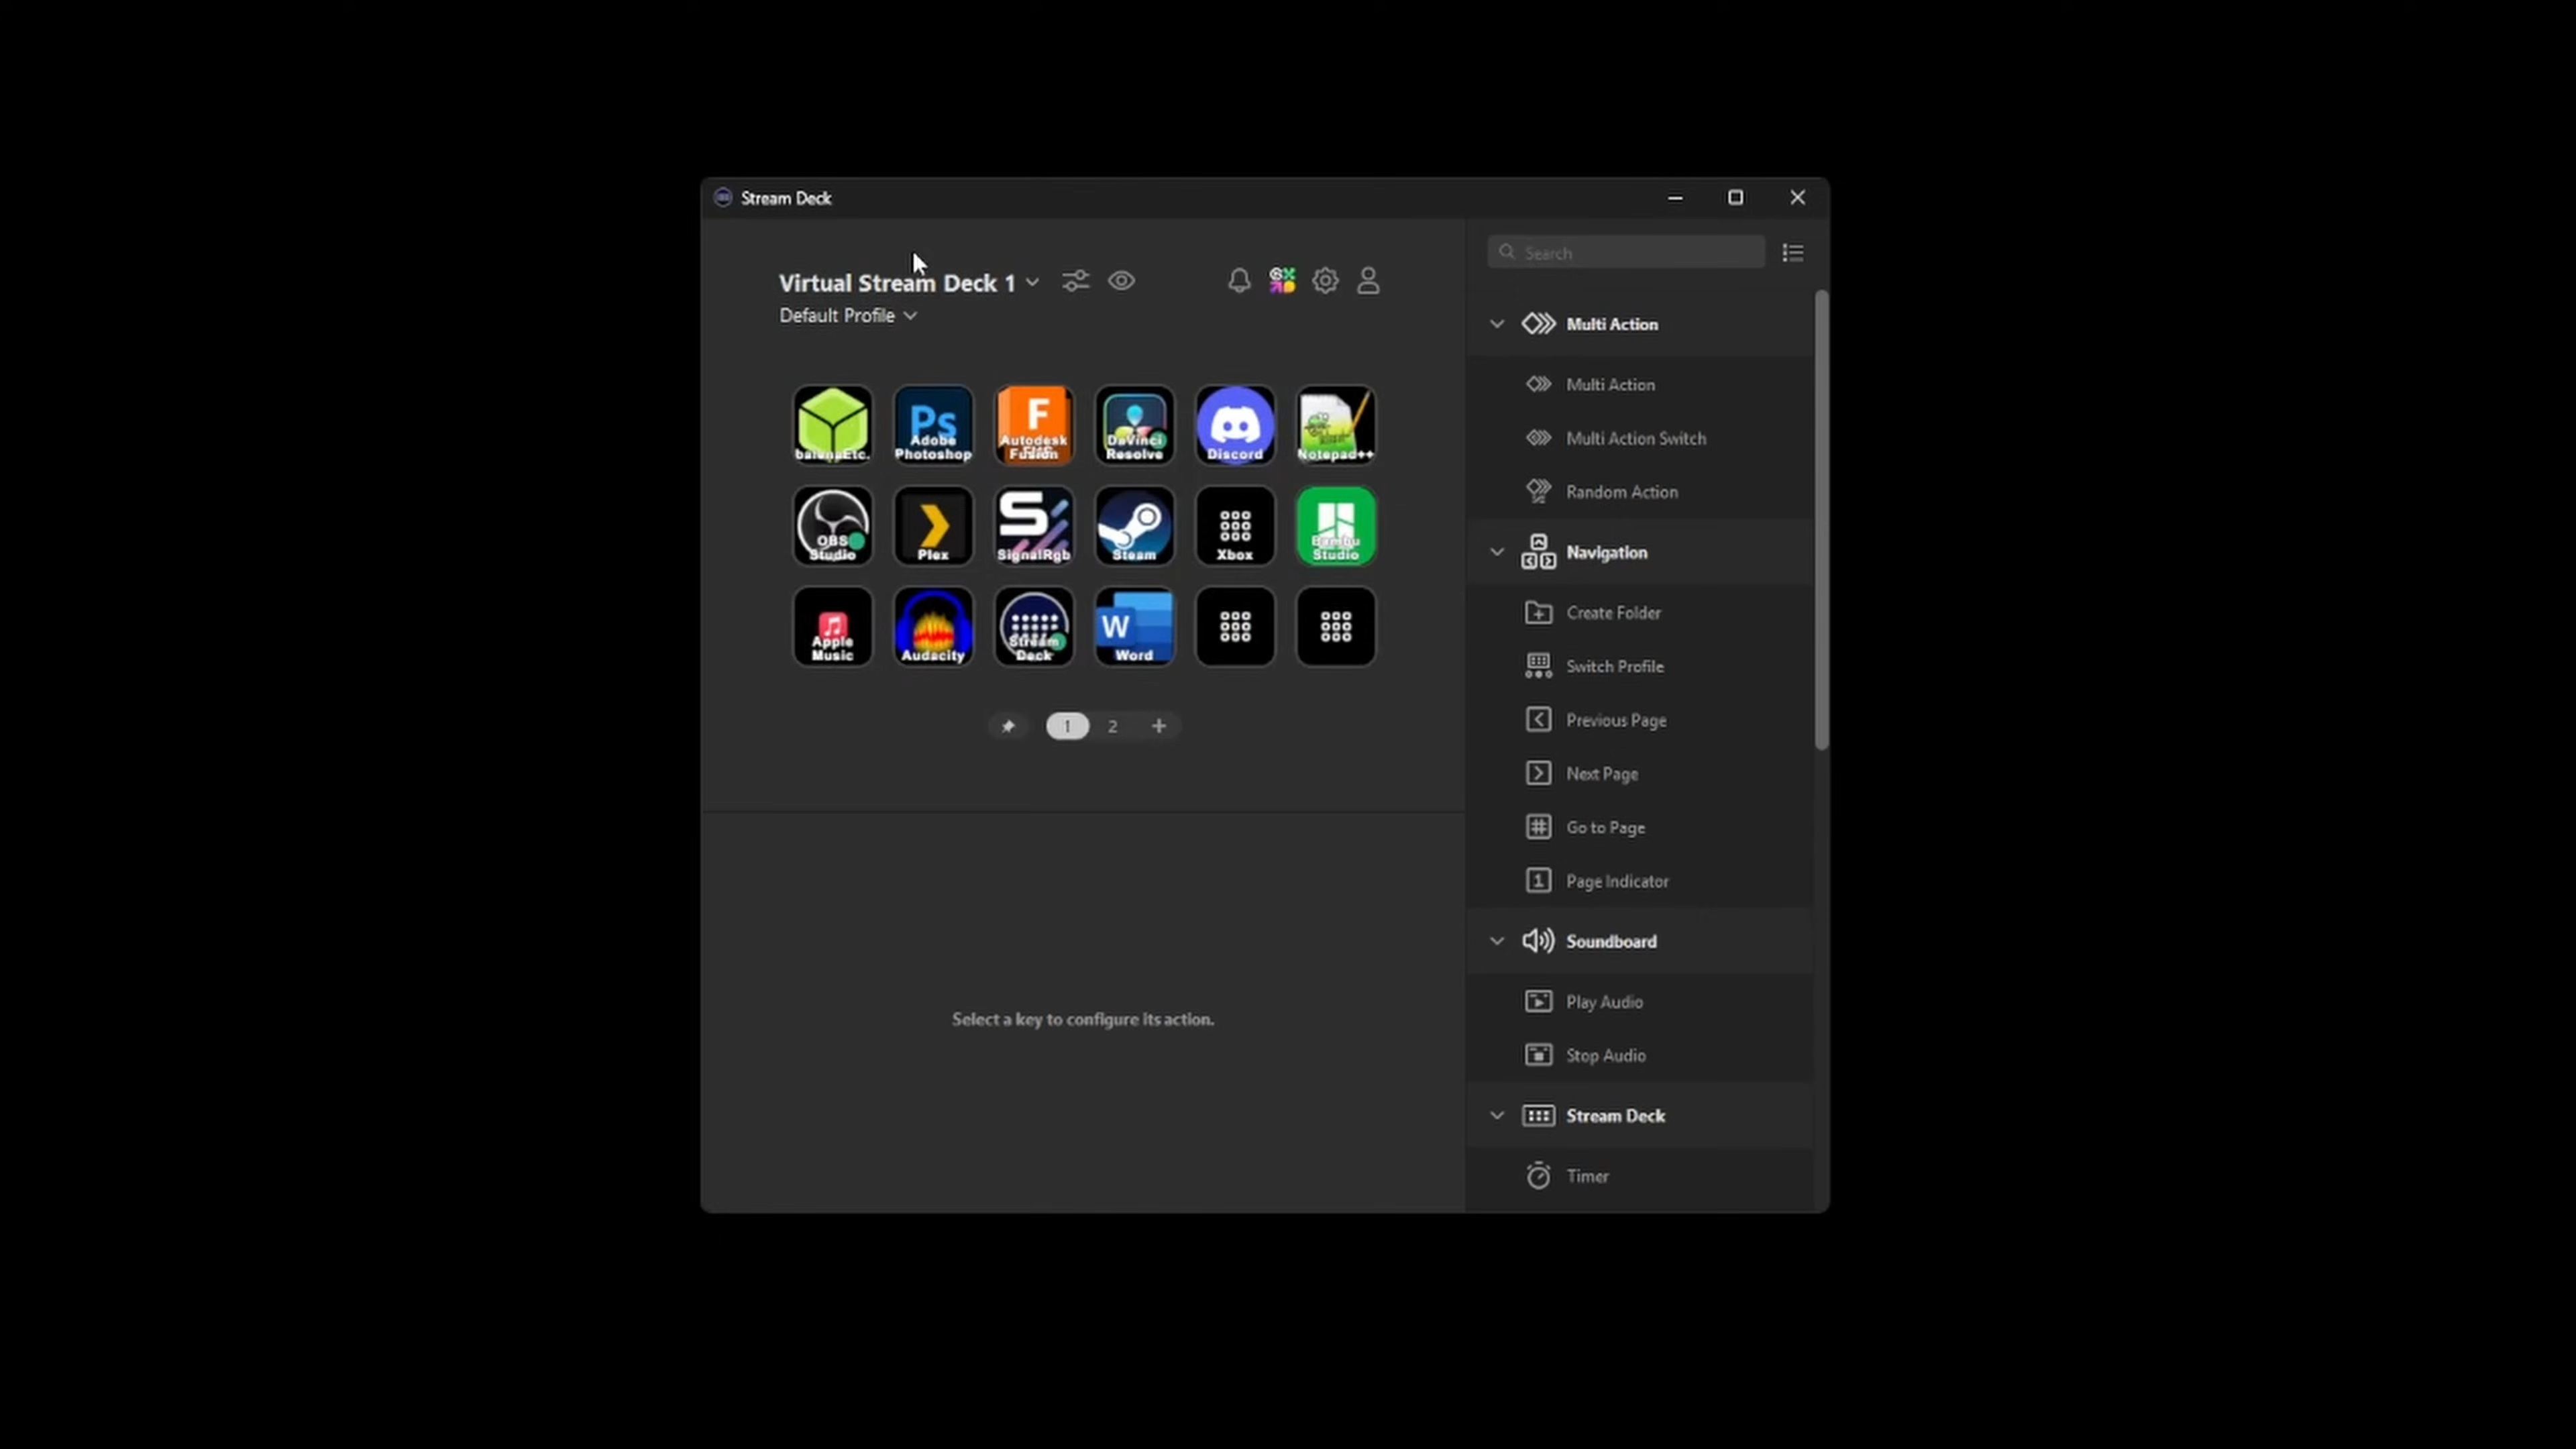 Stream Deck
Search
Virtual Stream Deck 1
Default Profile
Multi Action
Multi Action
Multi Action Switch
Random Action
Navigation
Create Folder
Switch Profile
Previous Page
Next Page
Go to Page
Page Indicator
Soundboard
Play Audio
Stop Audio
Stream Deck
Timer
balenaEtc.
Ps
Adobe
Photoshop
F
Autodesk
Fusion
DaVinci
Resolve
Discord
Notepad++
OBS
Studio
Plex
S
SignalRgb
Steam
Xbox
Bambu
Studio
Apple
Music
Audacity
Stream
Deck
W
Word
1
2
+
Select a key to configure its action.